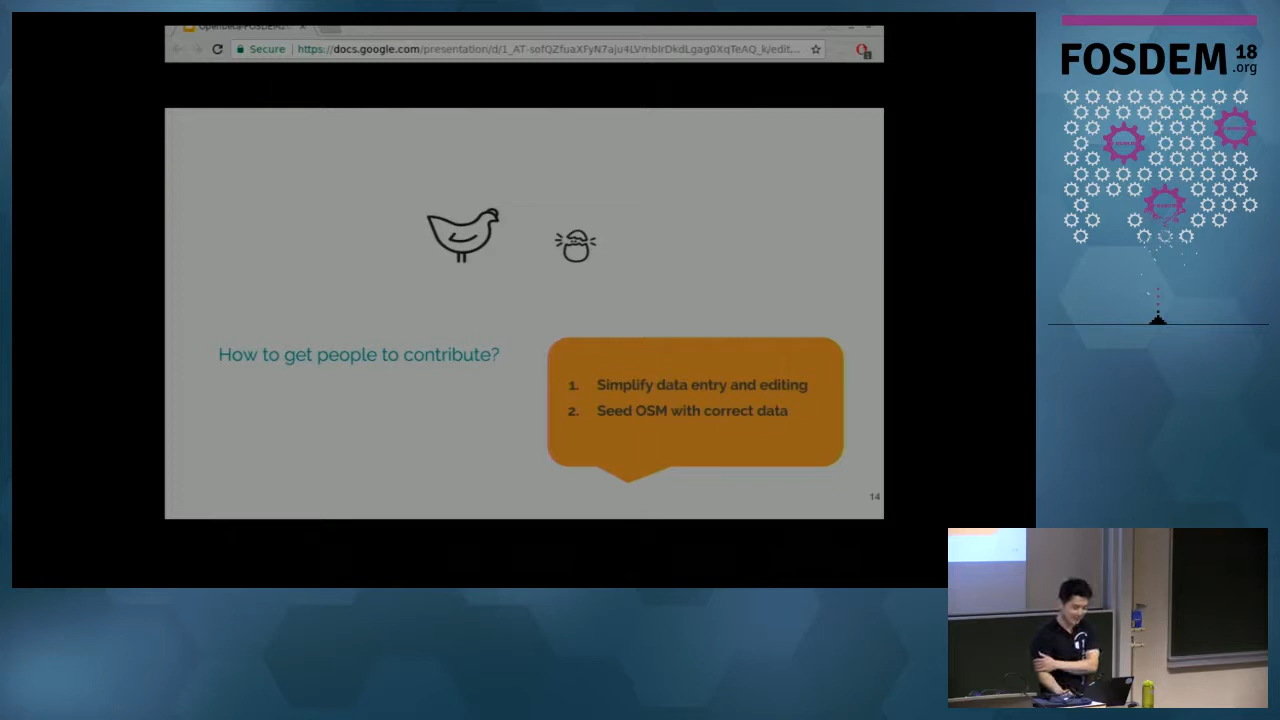 Secure
https://docs.google.com/presentation/d/1_AT-sofQZfuaXFyN7aju4LVmbIrDkdLgag0XqTeAQ_k/edit...
How to get people to contribute?
1. Simplify data entry and editing
2. Seed OSM with correct data
14
FOSDEM 18
.org